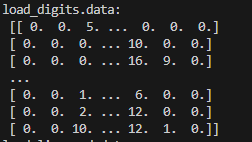 load_digits.data:
[[ 0. 0. 5. ... 0. 0. 0.]
[ 0. 0. 0. ... 10. 0. 0.]
[ 0. 0. 0. ... 16. 9. 0.]
...
[ 0. 0. 1. ... 6. 0. 0.]
[ 0. 0. 2. ... 12. 0. 0.]
[ 0. 0. 10. ... 12. 1. 0.]]